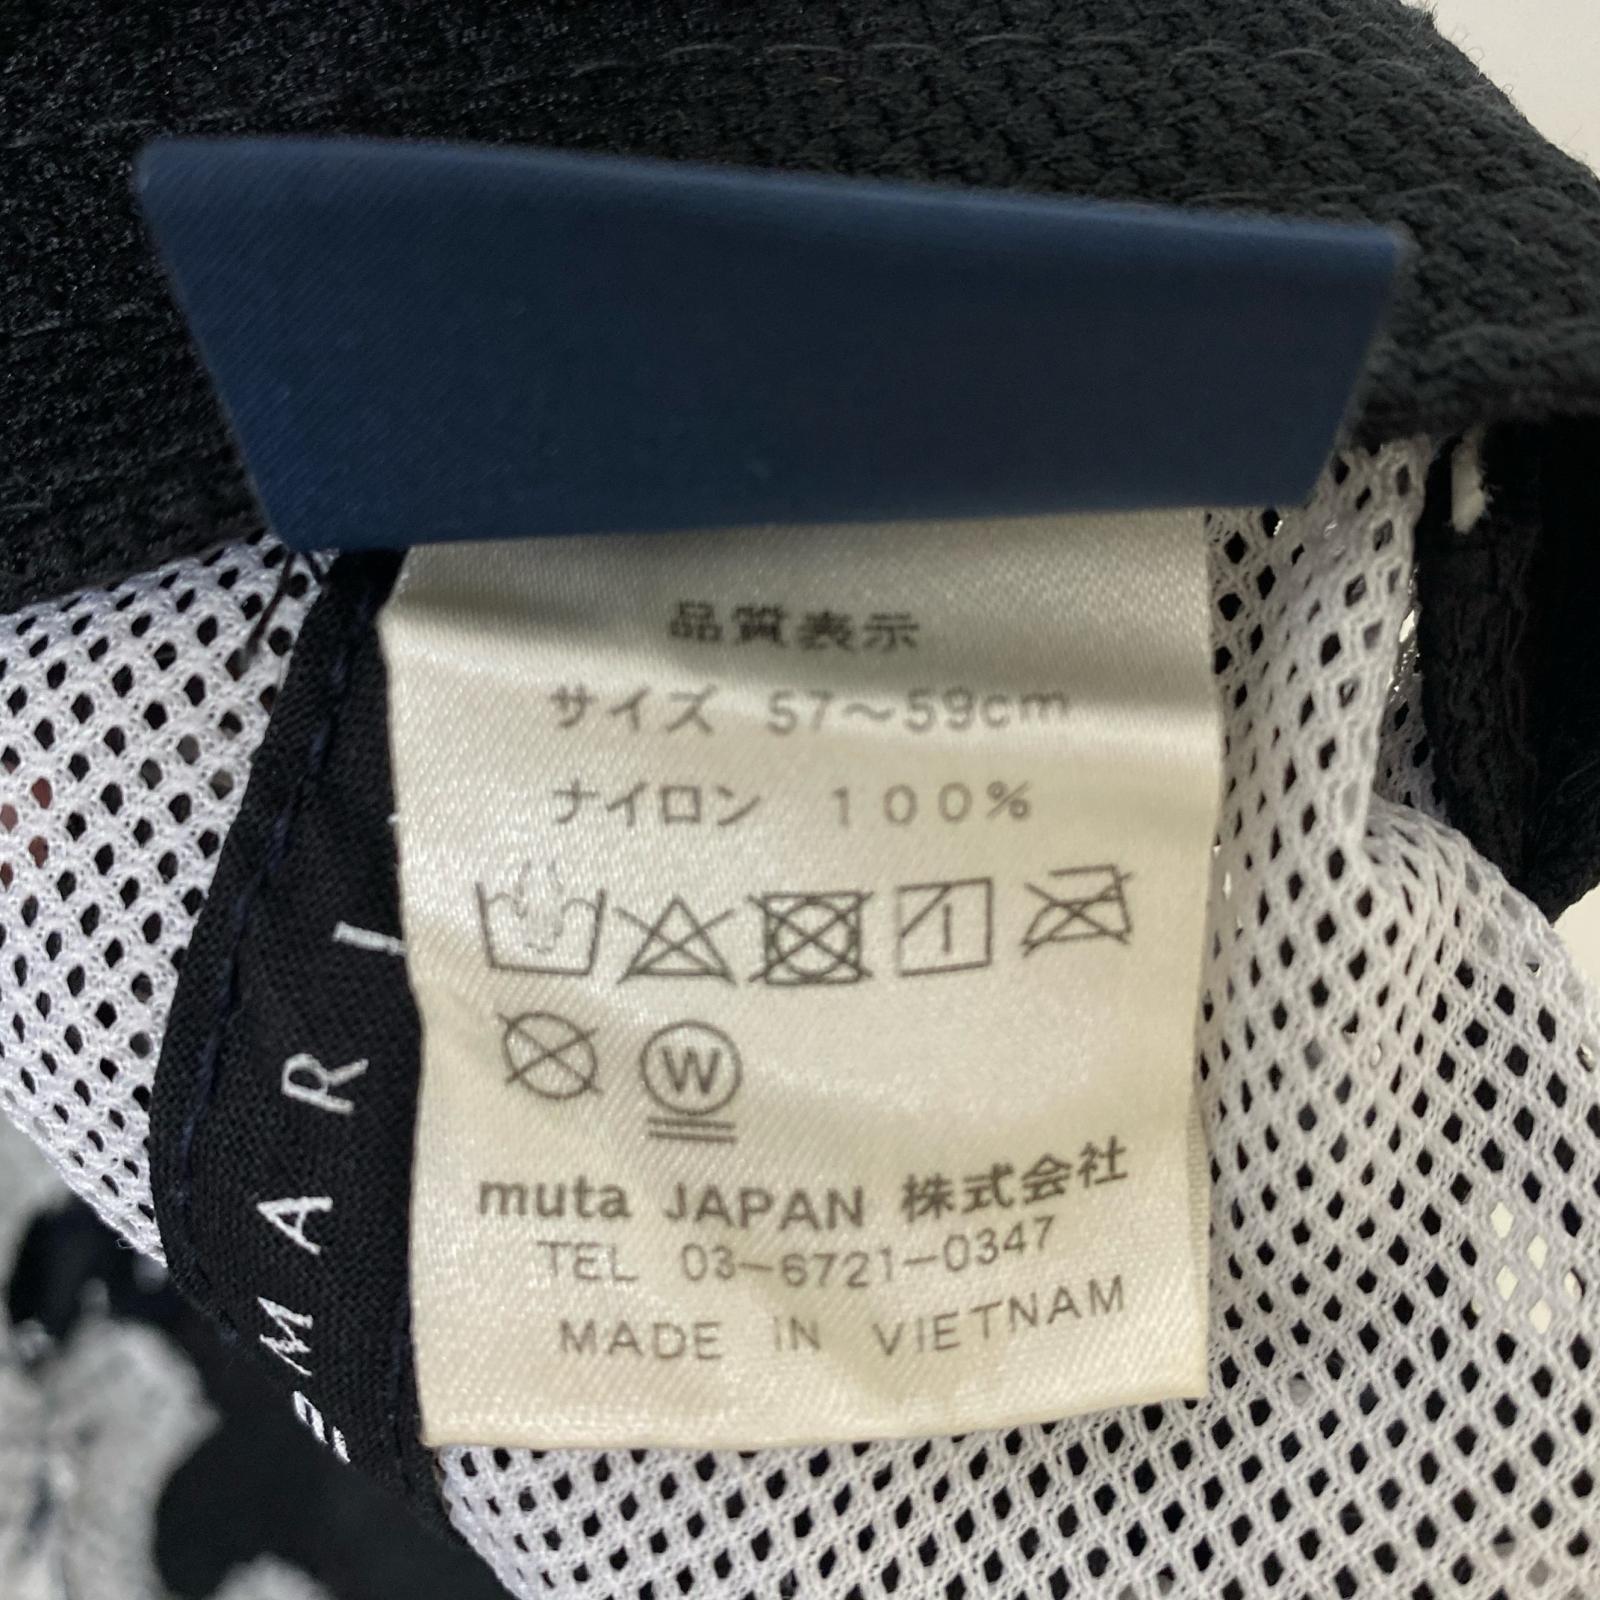 品質表示
サイズ 57～59cm
ナイロン 100%
W
muta JAPAN 株式会社
TEL 03-6721-0347
MADE IN VIETNAM
MARI